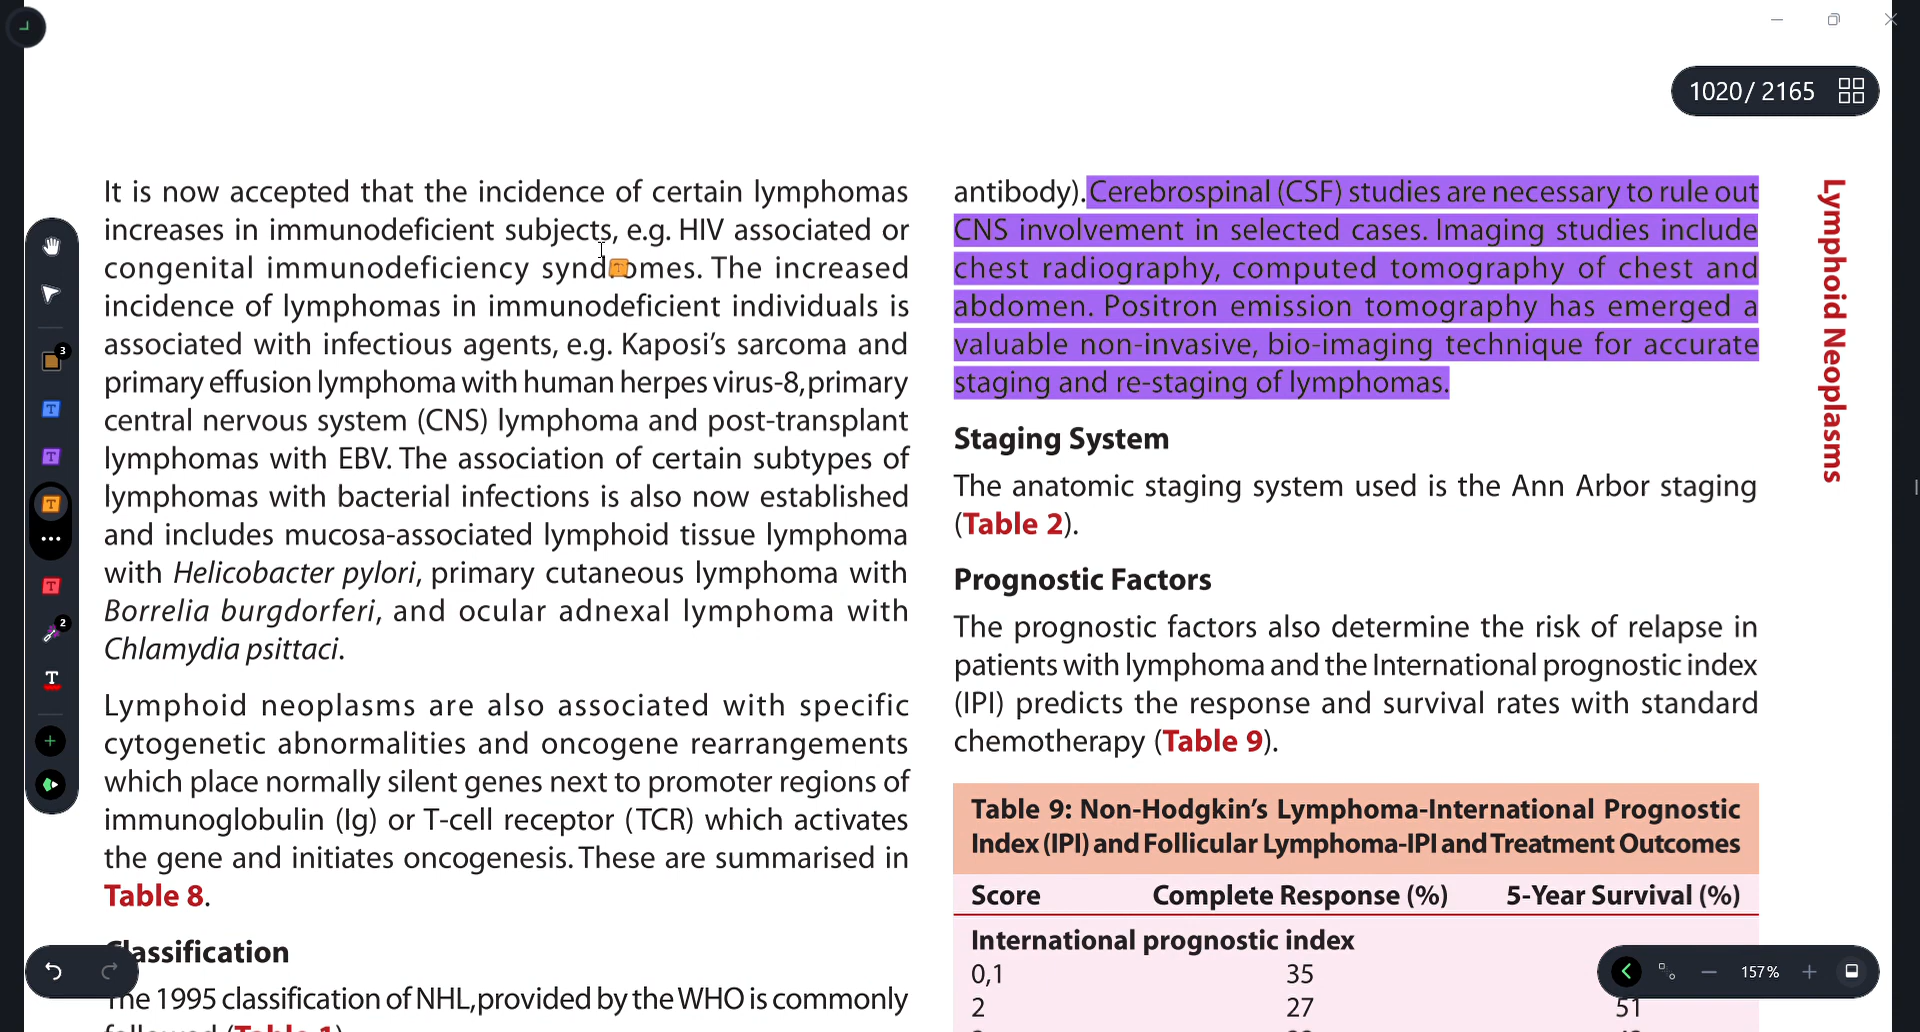 1020/ 2165
It is now accepted that the incidence of certain lymphomas
increases in immunodeficient subjects, e.g. HIV associated or
congenital immunodeficiency syndromes. The increased
incidence of lymphomas in immunodeficient individuals is
associated with infectious agents, e.g. Kaposi's sarcoma and
primary effusion lymphoma with human herpes virus-8, primary
central nervous system (CNS) lymphoma and post-transplant
lymphomas with EBV. The association of certain subtypes of
lymphomas with bacterial infections is also now established
and includes mucosa-associated lymphoid tissue lymphoma
with Helicobacter pylori, primary cutaneous lymphoma with
Borrelia burgdorferi, and ocular adnexal lymphoma with
Chlamydia psittaci.
Lymphoid neoplasms are also associated with specific
cytogenetic abnormalities and oncogene rearrangements
which place normally silent genes next to promoter regions of
immunoglobulin (Ig) or T-cell receptor (TCR) which activates
the gene and initiates oncogenesis. These are summarised in
Table 8.
Classification
The 1995 classification of NHL, provided by the WHO is commonly
followed (Table 1).
antibody). Cerebrospinal (CSF) studies are necessary to rule out
CNS involvement in selected cases. Imaging studies include
chest radiography, computed tomography of chest and
abdomen. Positron emission tomography has emerged a
valuable non-invasive, bio-imaging technique for accurate
staging and re-staging of lymphomas.
Staging System
The anatomic staging system used is the Ann Arbor staging
(Table 2).
Prognostic Factors
The prognostic factors also determine the risk of relapse in
patients with lymphoma and the International prognostic index
(IPI) predicts the response and survival rates with standard
chemotherapy (Table 9).
Table 9: Non-Hodgkin's Lymphoma-International Prognostic
Index (IPI) and Follicular Lymphoma-IPI and Treatment Outcomes
Score Complete Response (%) 5-Year Survival (%)
International prognostic index
0,1 35
2 27 51
Lymphoid Neoplasms
3
T
T
T
T
2
T
157%